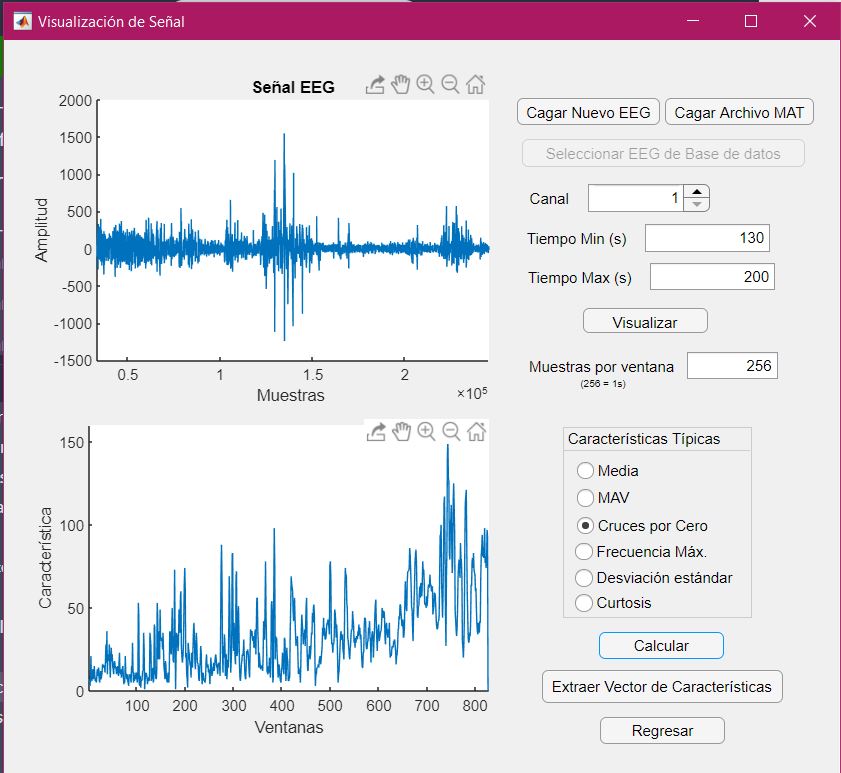 Visualización de Señal
Señal EEG
2000
1500
1000
500
0
-500
-1000
-1500
Amplitud
0.5
1
1.5
2
×10⁵
Muestras
150
100
50
0
Característica
100
200
300
400
500
600
700
800
Ventanas
Cagar Nuevo EEG
Cagar Archivo MAT
Seleccionar EEG de Base de datos
Canal
1
Tiempo Min (s)
130
Tiempo Max (s)
200
Visualizar
Muestras por ventana
256
(256 = 1s)
Características Típicas
Media
MAV
Cruces por Cero
Frecuencia Máx.
Desviación estándar
Curtosis
Calcular
Extraer Vector de Características
Regresar